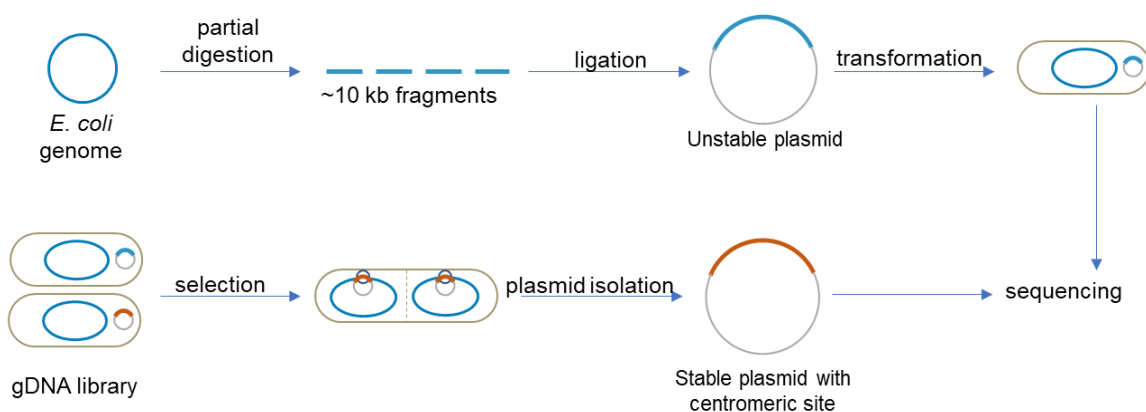 partial
digestion
ligation
transformation
~10 kb fragments
E. coli
genome
Unstable plasmid
selection
plasmid isolation
sequencing
gDNA library
Stable plasmid with
centromeric site